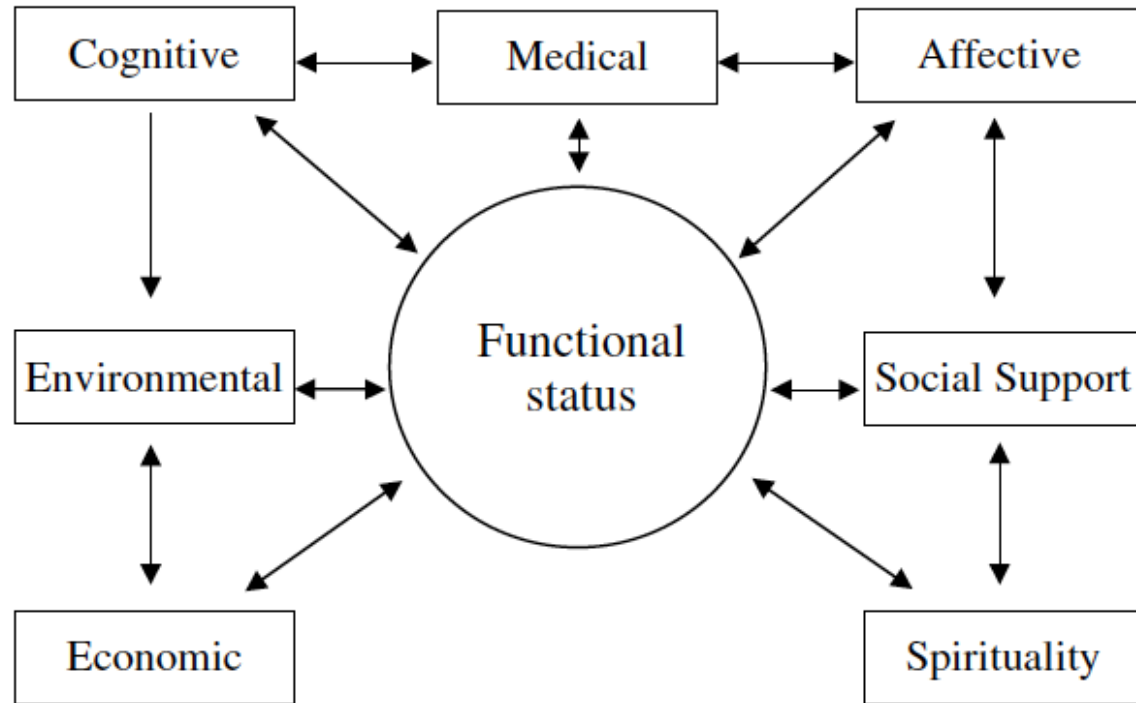 Cognitive
Medical
Affective
Functional
status
Environmental
Social Support
Economic
Spirituality